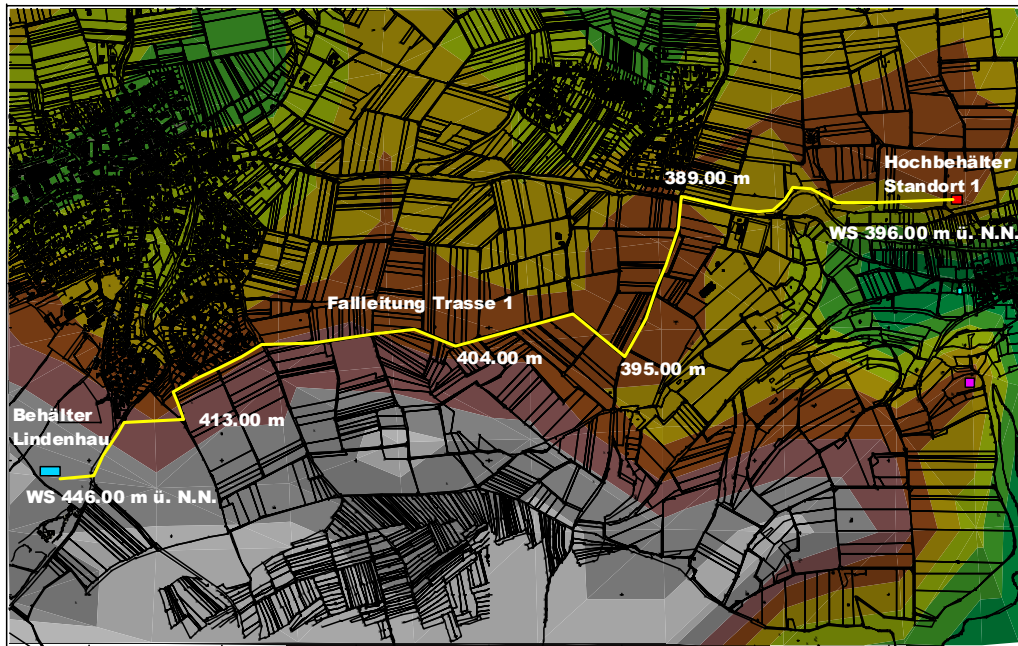 Hochbehälter
Standort 1
389.00 m
WS 396.00 m ü. N.N.
Fallleitung Trasse 1
404.00 m
395.00 m
413.00 m
Behälter
Lindenhau
WS 446.00 m ü. N.N.